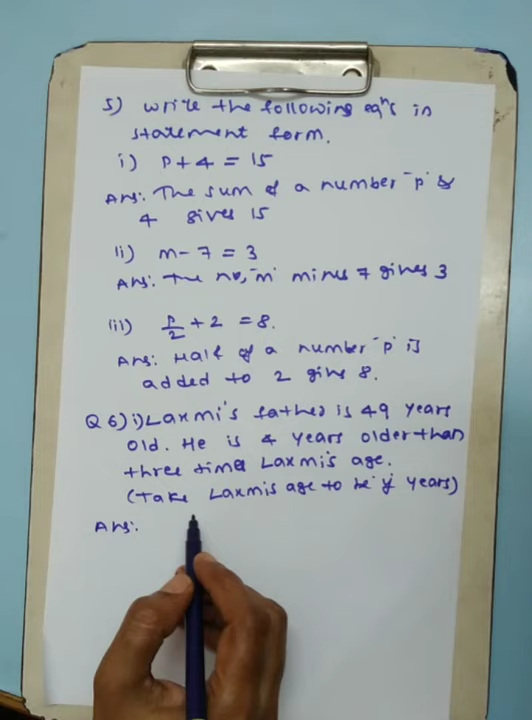 5) write the following eqns in
statement form.
i) P + 4 = 15
Ans: The sum of a number 'p' &
4 gives 15
ii) m - 7 = 3
Ans: The no, 'm' minus 7 gives 3
iii) P/2 + 2 = 8.
Ans: Half of a number 'p' is
added to 2 give 8.
Q 6) i) Laxmi's father is 49 years
old. He is 4 years older than
three times Laxmi's age.
(Take Laxmis age to be 'y' years)
Ans: